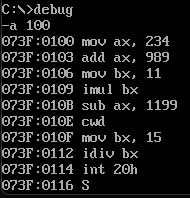 C:\>debug
-a 100
073F:0100 mov ax, 234
073F:0103 add ax, 989
073F:0106 mov bx, 11
073F:0109 imul bx
073F:010B sub ax, 1199
073F:010E cwd
073F:010F mov bx, 15
073F:0112 idiv bx
073F:0114 int 20h
073F:0116 S